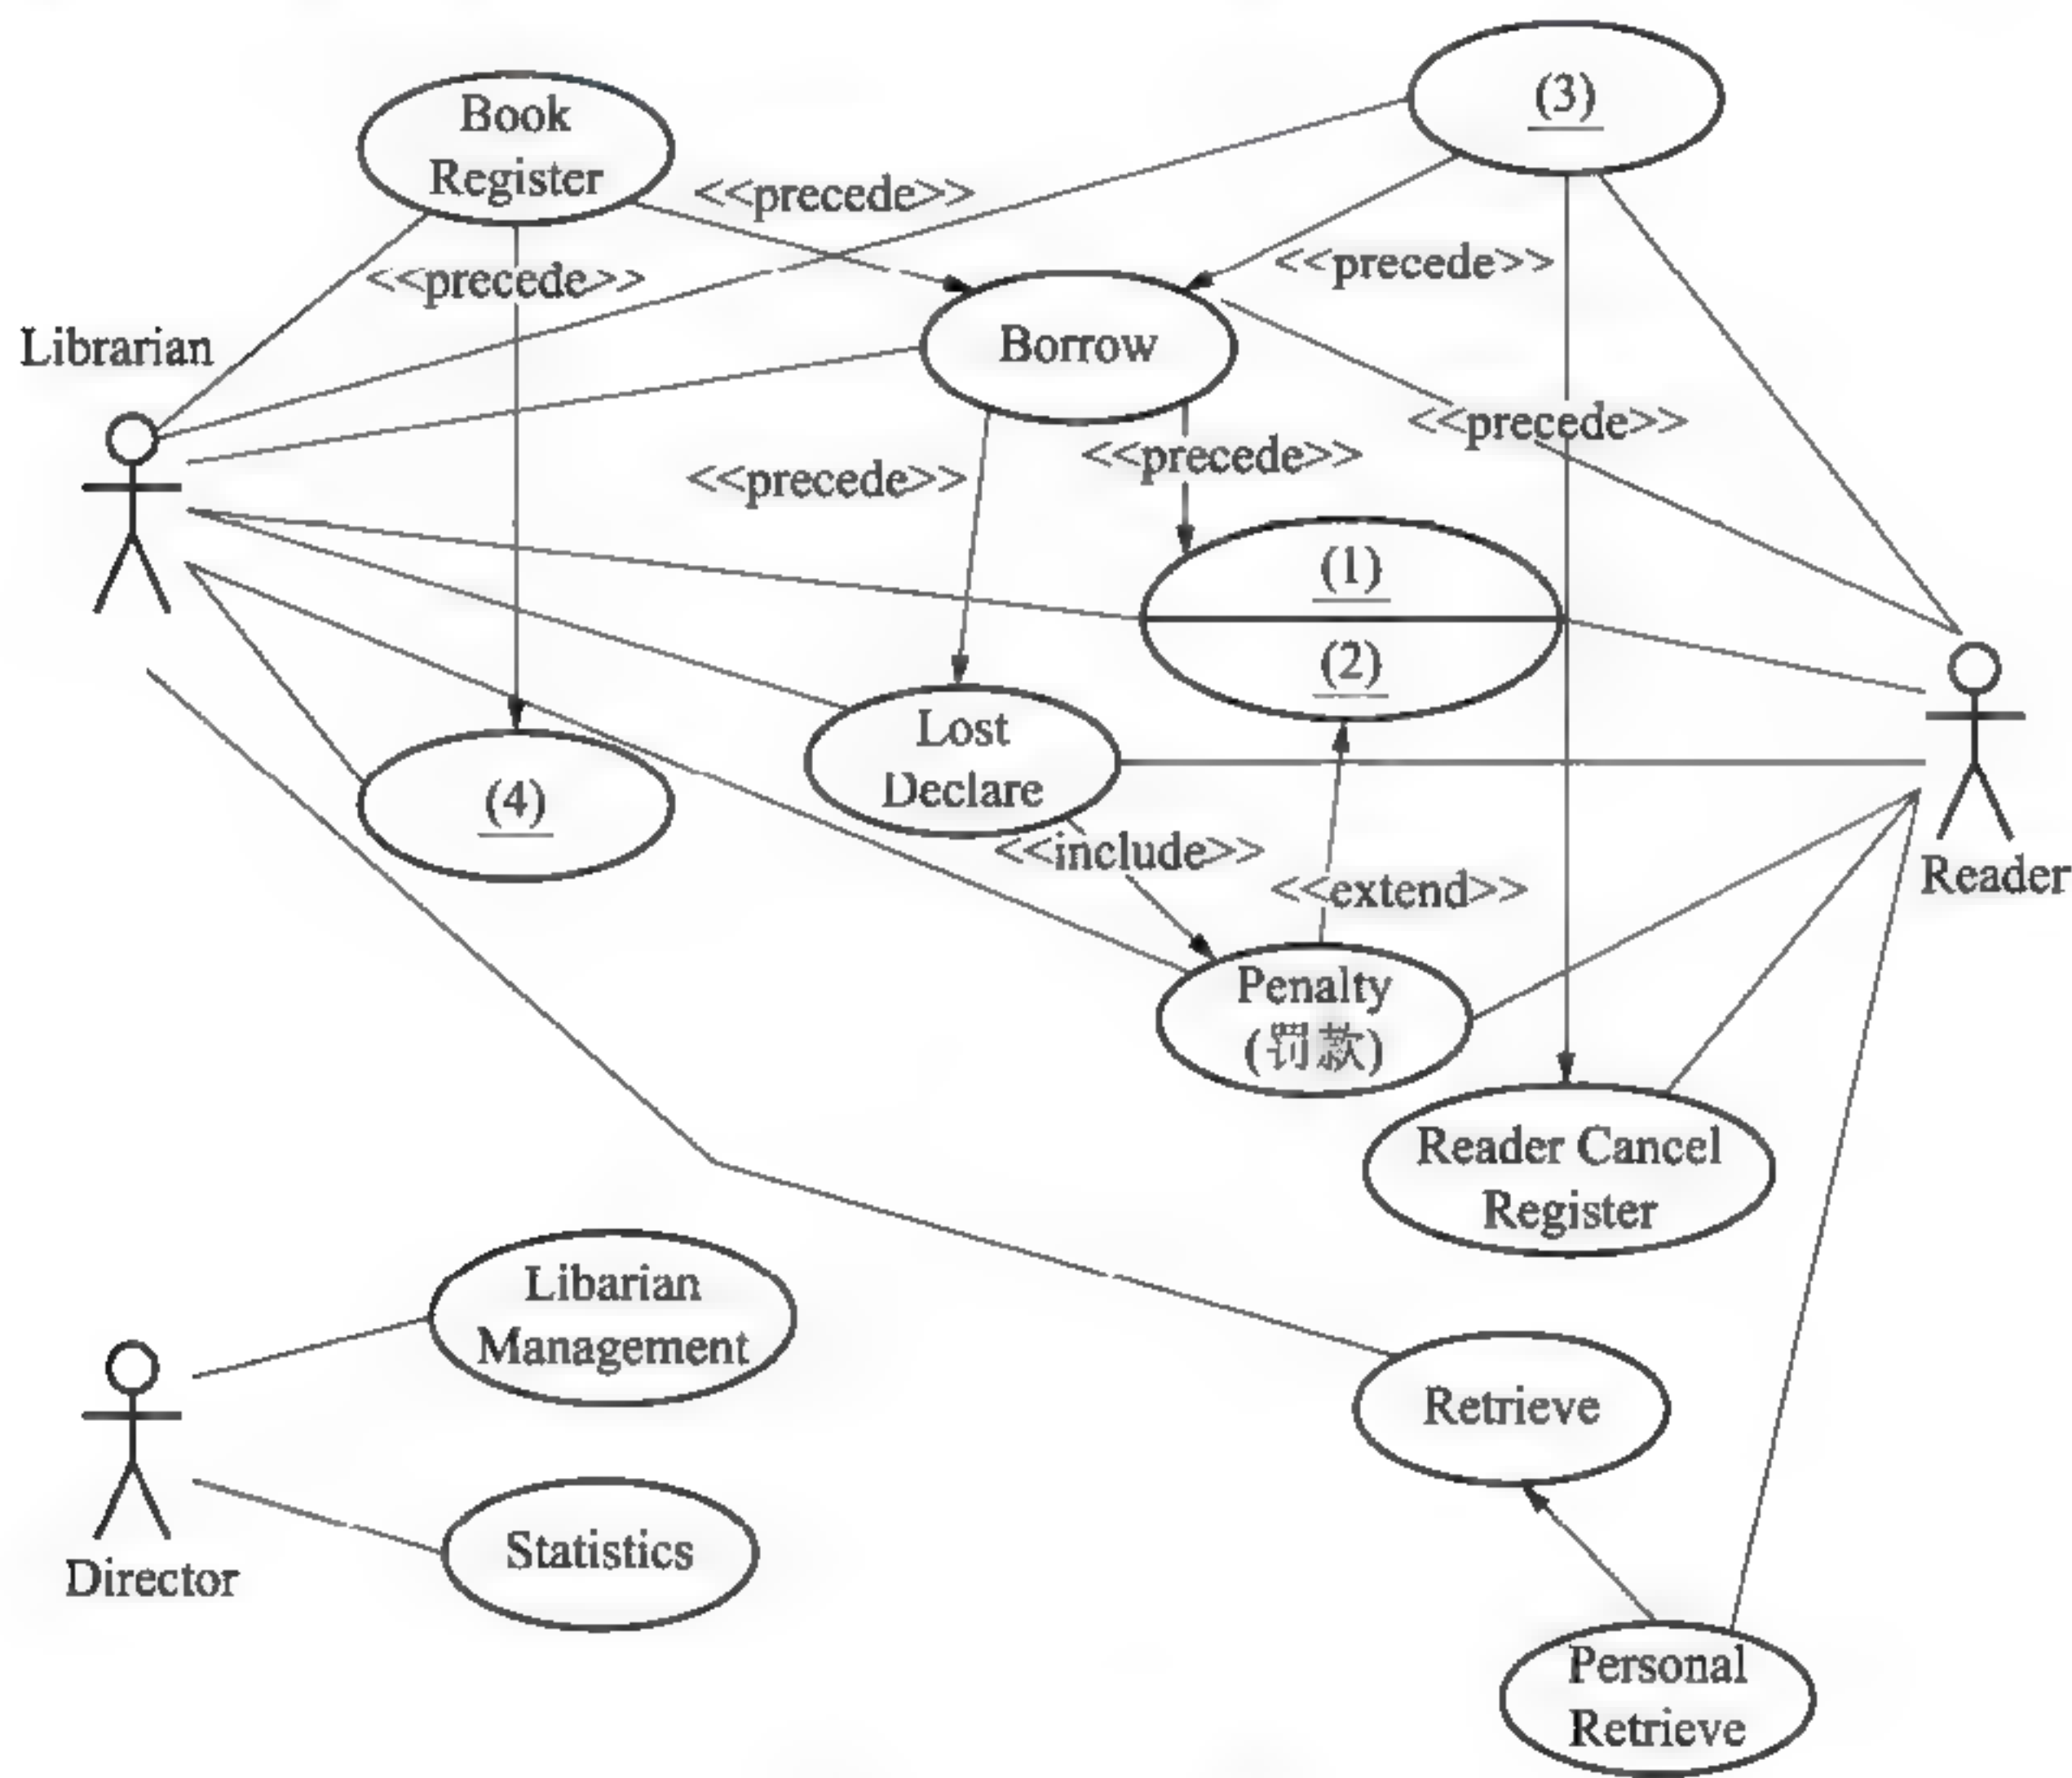 (3)
Book
Register
<<precede>>
<<precede>>
<<precede>>
Librarian
Borrow
<<precede>>
<<precede>>
<<precede>>
(1)
(2)
Lost
Declare
(4)
<<include>>
<<extend>>
Reader
Penalty
(罚款)
Reader Cancel
Register
Libarian
Management
Retrieve
Statistics
Director
Personal
Retrieve